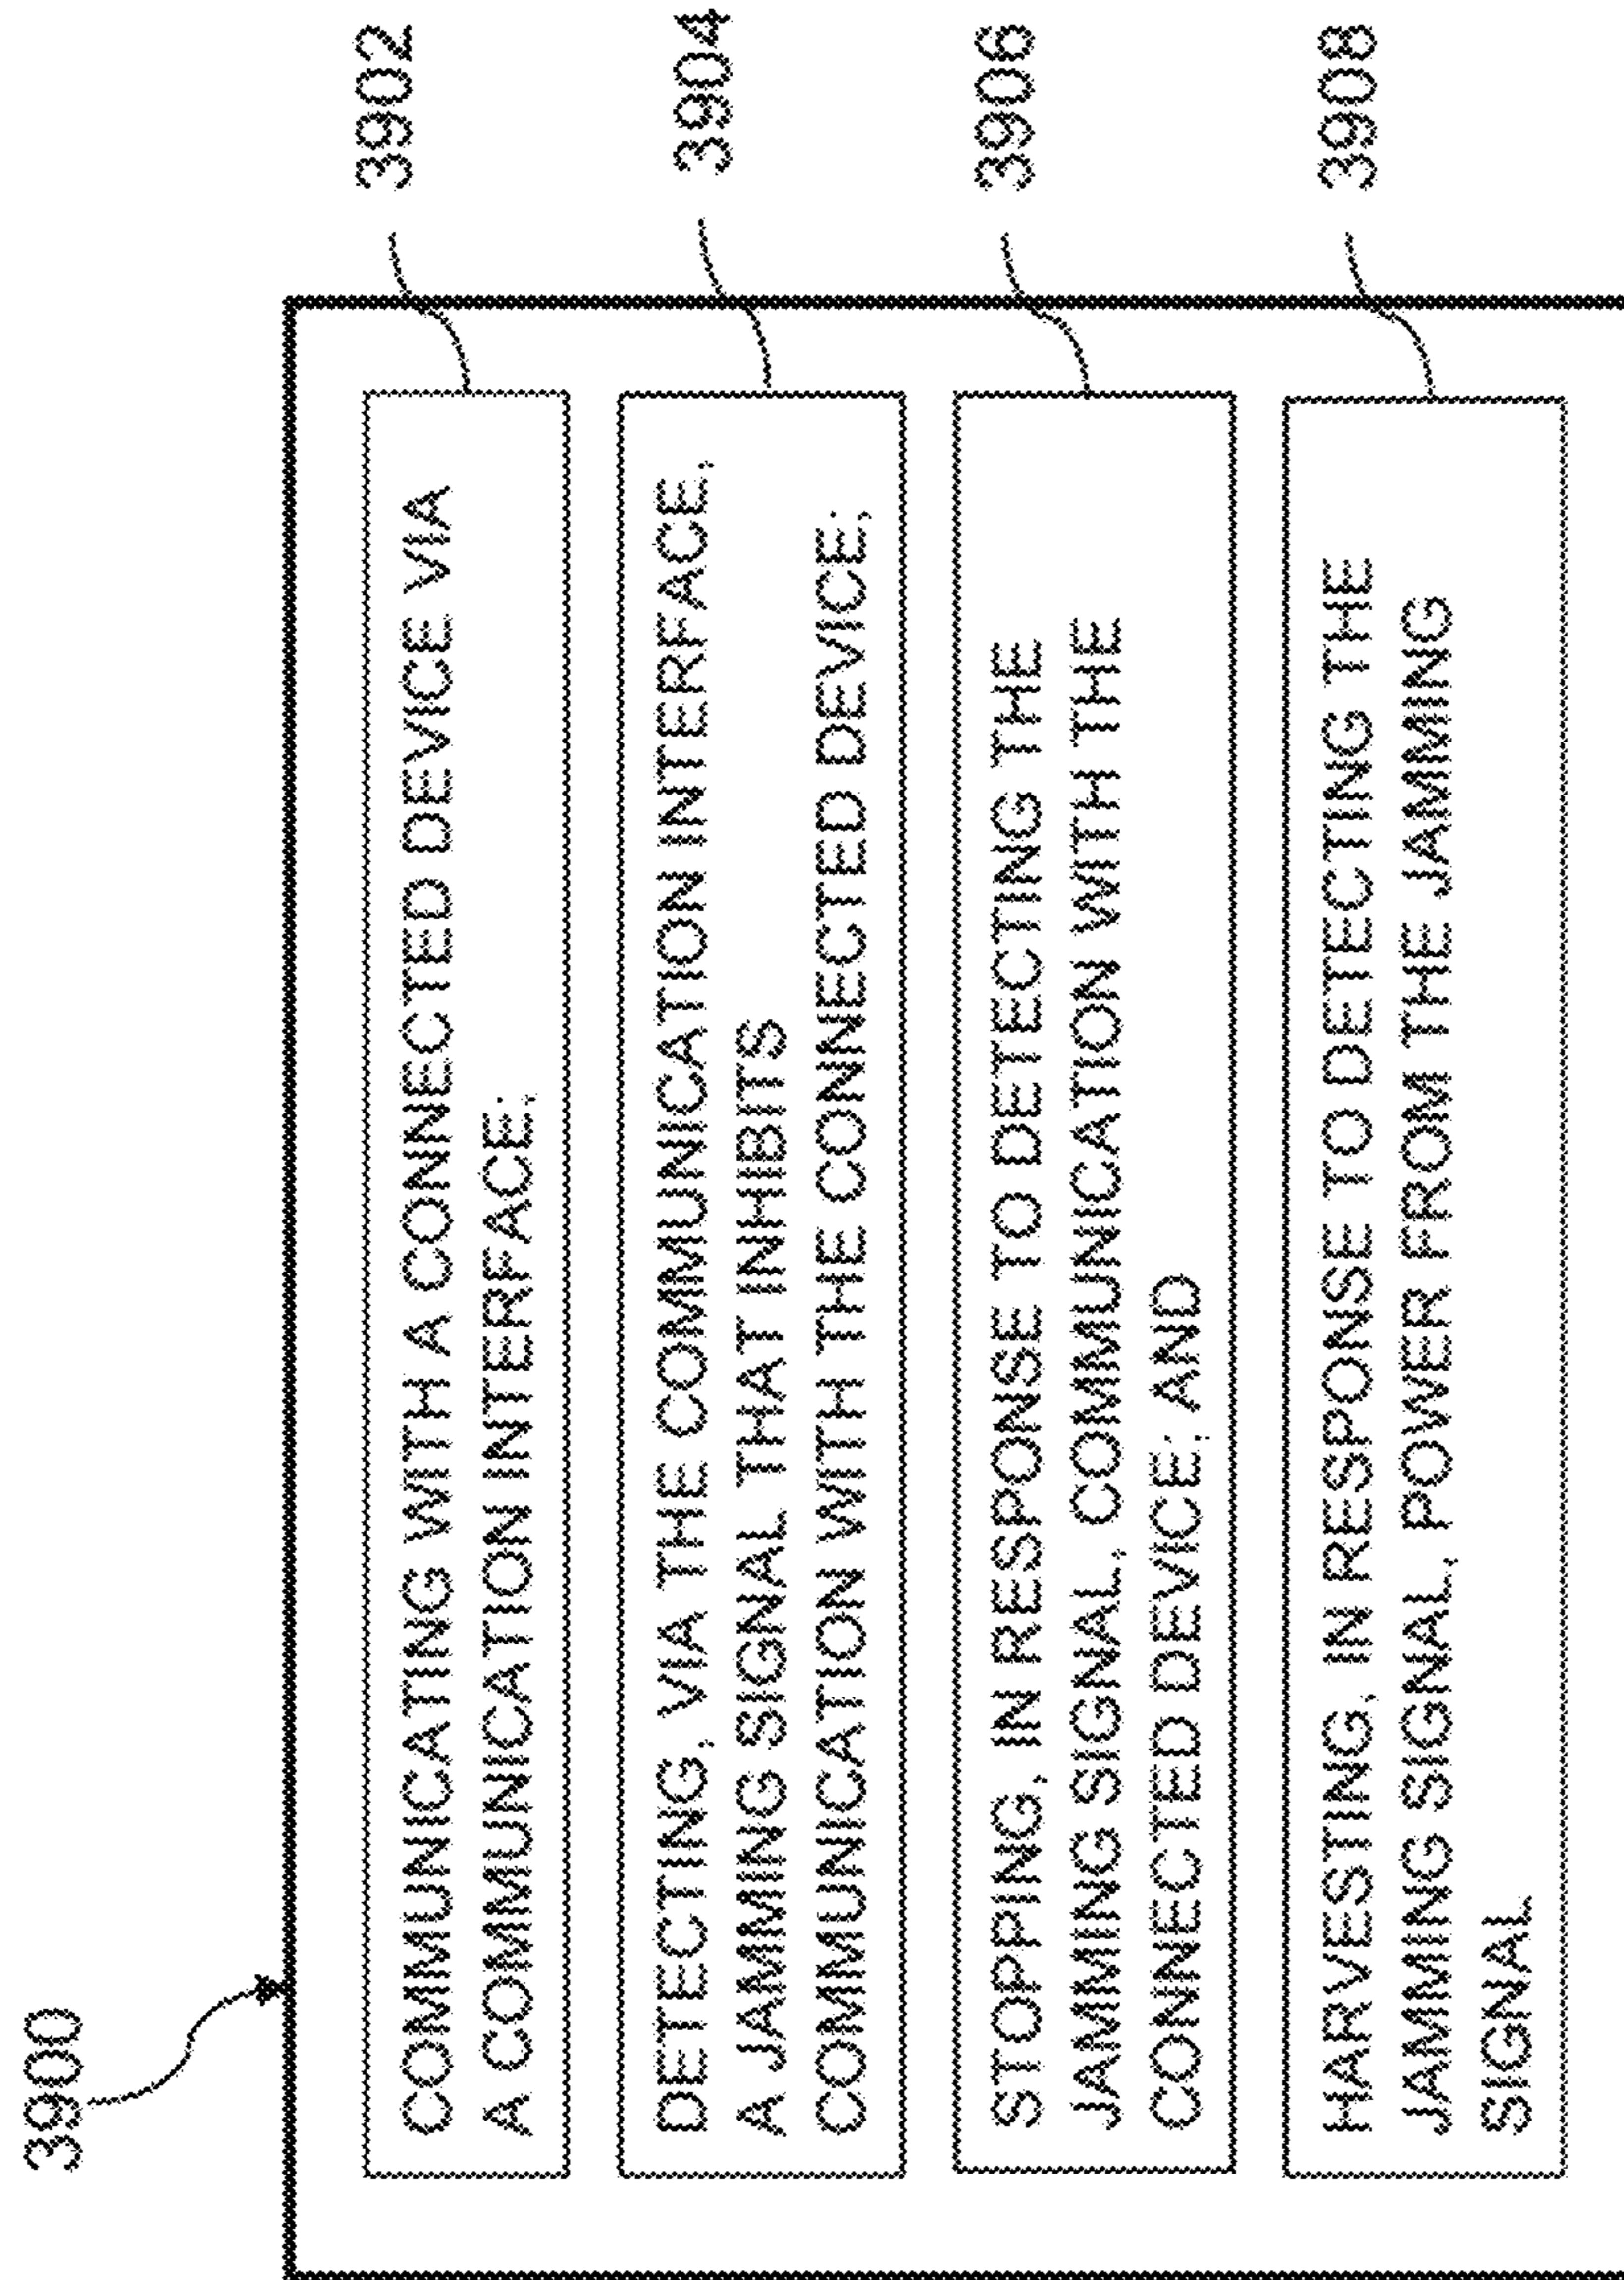 3900
COMMUNICATING WITH A CONNECTED DEVICE VIA
A COMMUNICATION INTERFACE;
3902
DETECTING, VIA THE COMMUNICATION INTERFACE,
A JAMMING SIGNAL THAT INHIBITS
COMMUNICATION WITH THE CONNECTED DEVICE;
3904
STOPPING, IN RESPONSE TO DETECTING THE
JAMMING SIGNAL, COMMUNICATION WITH THE
CONNECTED DEVICE; AND
3906
HARVESTING, IN RESPONSE TO DETECTING THE
JAMMING SIGNAL, POWER FROM THE JAMMING
SIGNAL
3908